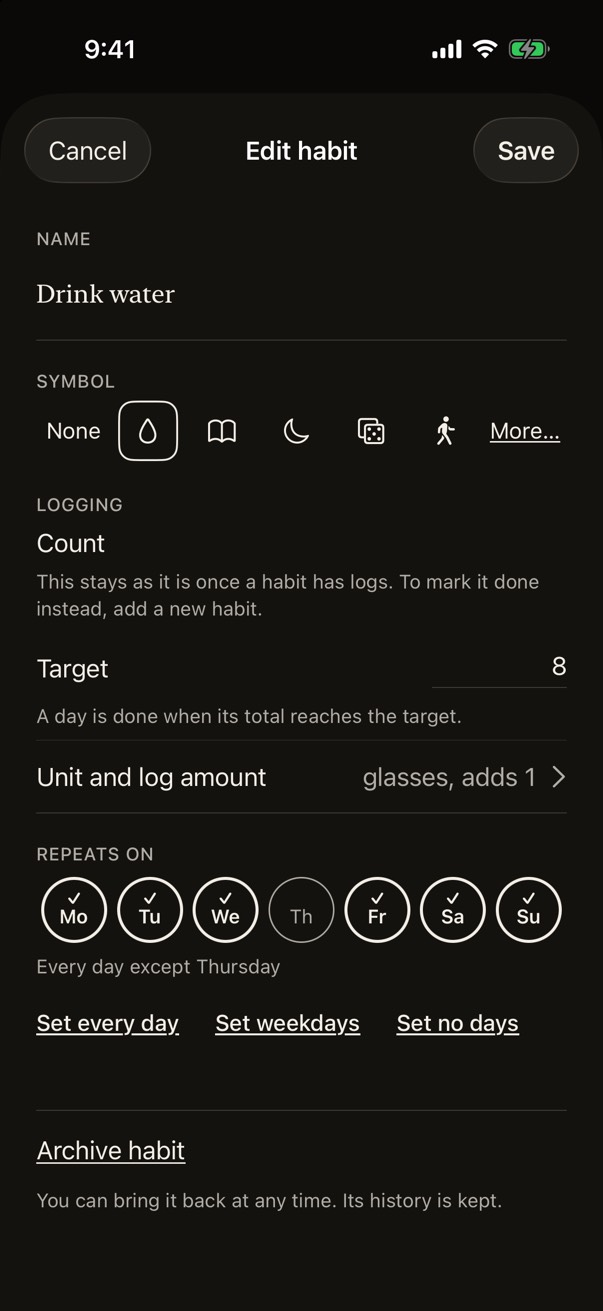 9:41
Cancel
Edit habit
Save
NAME
Drink water
SYMBOL
None
More...
LOGGING
Count
This stays as it is once a habit has logs. To mark it done
instead, add a new habit.
Target
8
A day is done when its total reaches the target.
Unit and log amount
glasses, adds 1
REPEATS ON
Mo
Tu
We
Th
Fr
Sa
Su
Every day except Thursday
Set every day
Set weekdays
Set no days
Archive habit
You can bring it back at any time. Its history is kept.